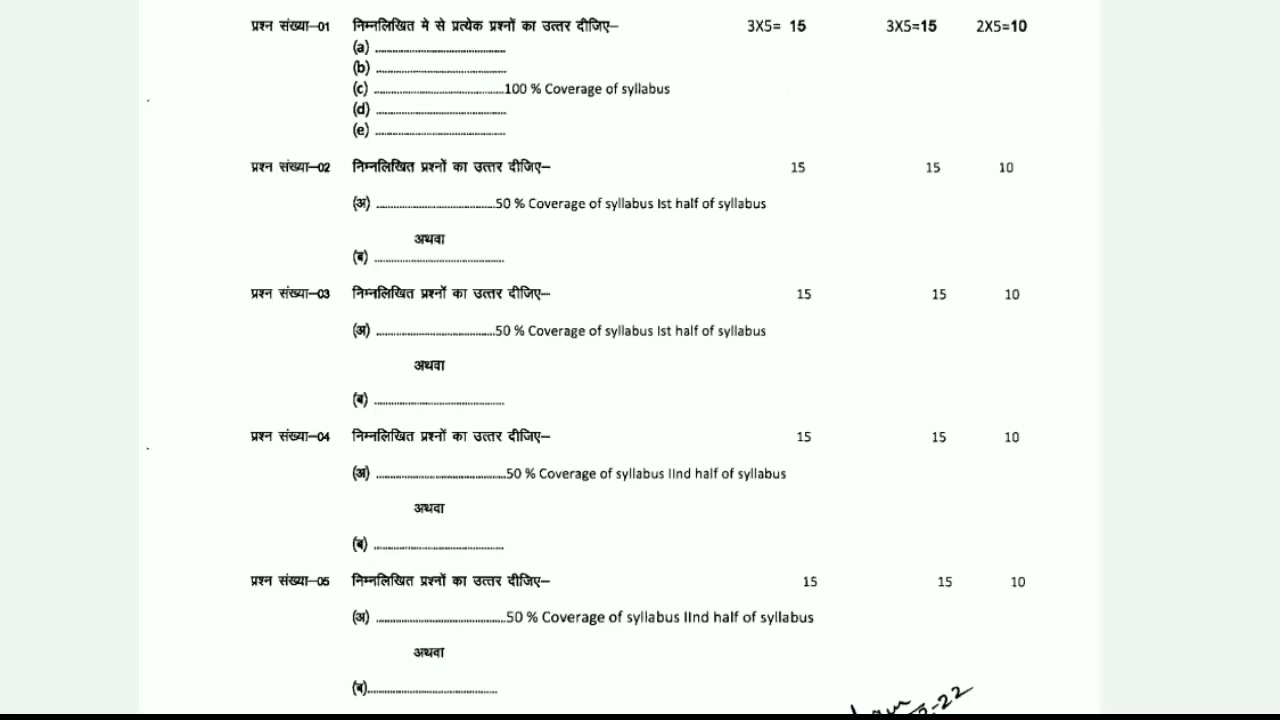 प्रश्न संख्या–01 निम्नलिखित मे से प्रत्येक प्रश्नों का उत्तर दीजिए– 3X5= 15 3X5=15 2X5=10
(a) ........................................
(b) ........................................
(c) ........................................100 % Coverage of syllabus
(d) ........................................
(e) ........................................
प्रश्न संख्या–02 निम्नलिखित प्रश्नों का उत्तर दीजिए– 15 15 10
(अ) ........................................50 % Coverage of syllabus Ist half of syllabus
अथवा
(ब) ........................................
प्रश्न संख्या–03 निम्नलिखित प्रश्नों का उत्तर दीजिए– 15 15 10
(अ) ........................................50 % Coverage of syllabus Ist half of syllabus
अथवा
(ब) ........................................
प्रश्न संख्या–04 निम्नलिखित प्रश्नों का उत्तर दीजिए– 15 15 10
(अ) ........................................50 % Coverage of syllabus IInd half of syllabus
अथवा
(ब) ........................................
प्रश्न संख्या–05 निम्नलिखित प्रश्नों का उत्तर दीजिए– 15 15 10
(अ) ........................................50 % Coverage of syllabus IInd half of syllabus
अथवा
(ब)........................................